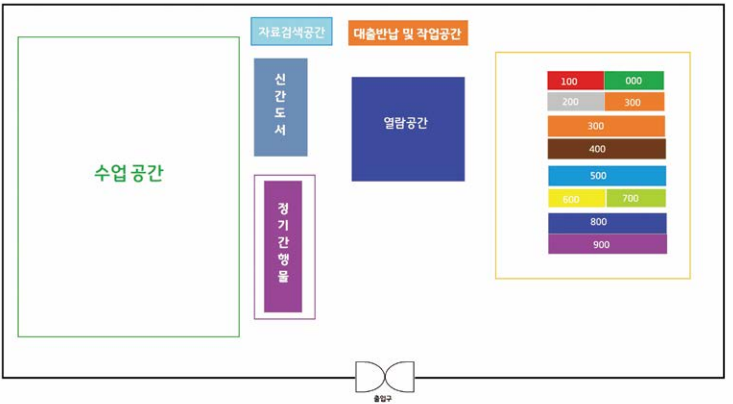 자료검색공간
대출반납 및 작업공간
수업 공간
신
간
도
서
정
기
간
행
물
열람공간
100 000
200 300
300
400
500
600 700
800
900
출입구